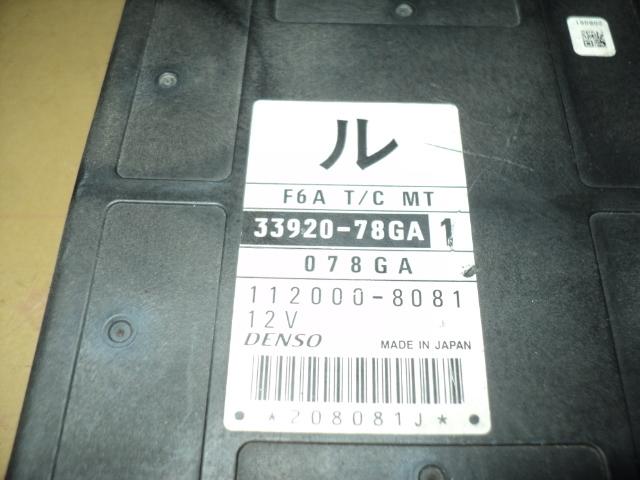 ル
F6A T/C MT
33920-78GA 1
078GA
112000-8081
12V
DENSO MADE IN JAPAN
*208081J*